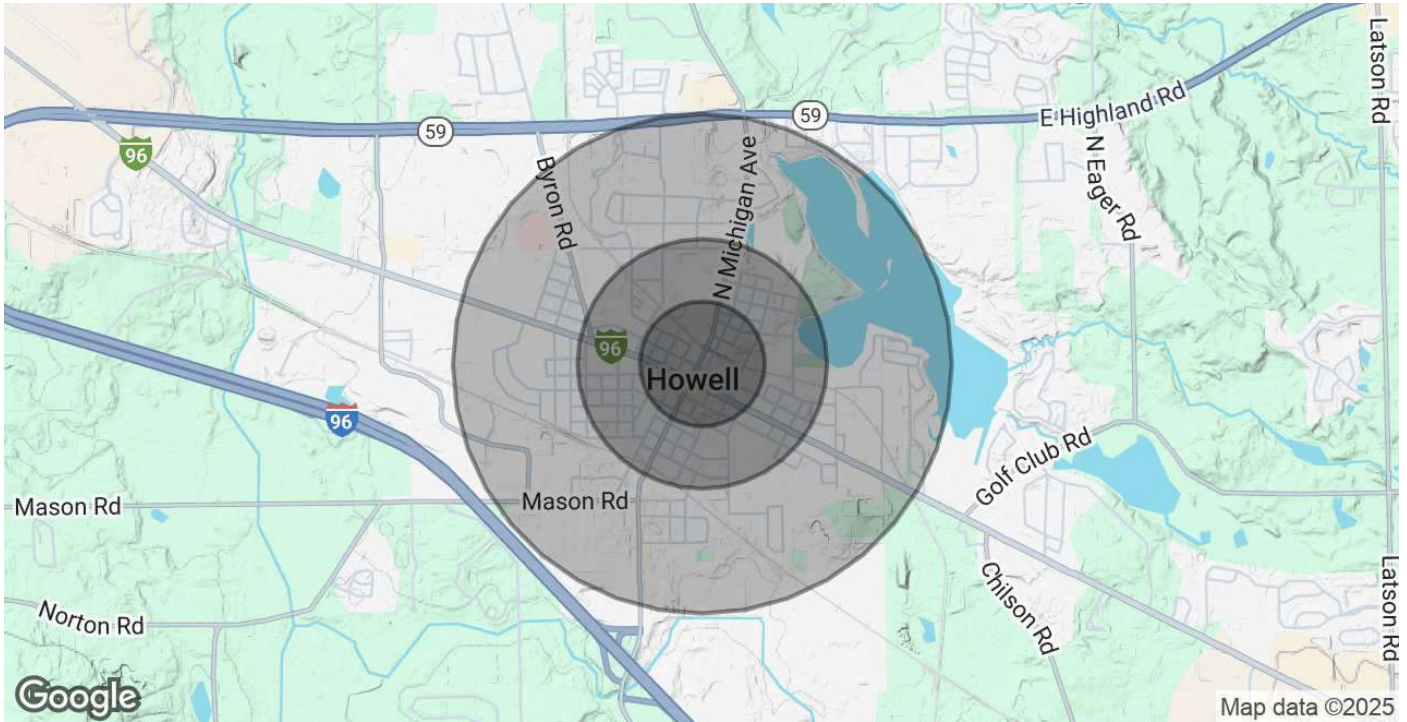 Latson Rd
59
59
E Highland Rd
96
Byron Rd
N Michigan Ave
N Eager Rd
96
Howell
96
Golf Club Rd
Mason Rd
Mason Rd
Chilson Rd
Latson Rd
Norton Rd
Google
Map data ©2025